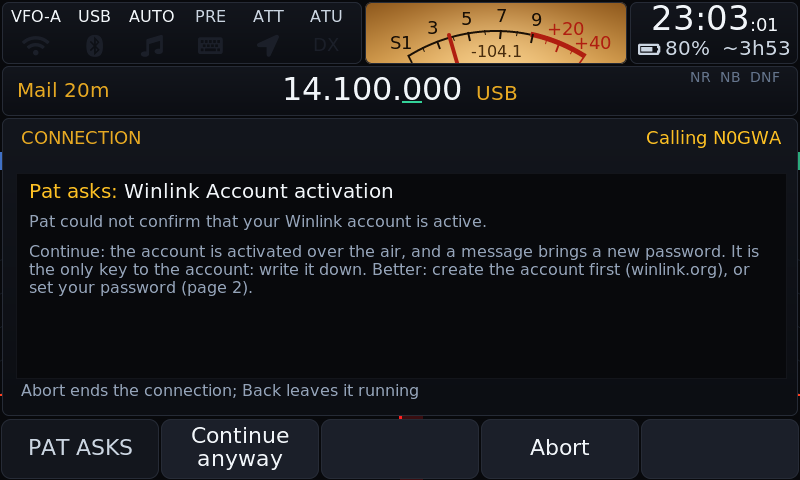 VFO-A USB AUTO PRE ATT ATU
DX
S1 3 5 7 9 +20 +40
-104.1
23:03:01
80% ~3h53
Mail 20m 14.100.000 USB NR NB DNF
CONNECTION Calling N0GWA
Pat asks: Winlink Account activation
Pat could not confirm that your Winlink account is active.
Continue: the account is activated over the air, and a message brings a new password. It is
the only key to the account: write it down. Better: create the account first (winlink.org), or
set your password (page 2).
Abort ends the connection; Back leaves it running
PAT ASKS Continue anyway Abort